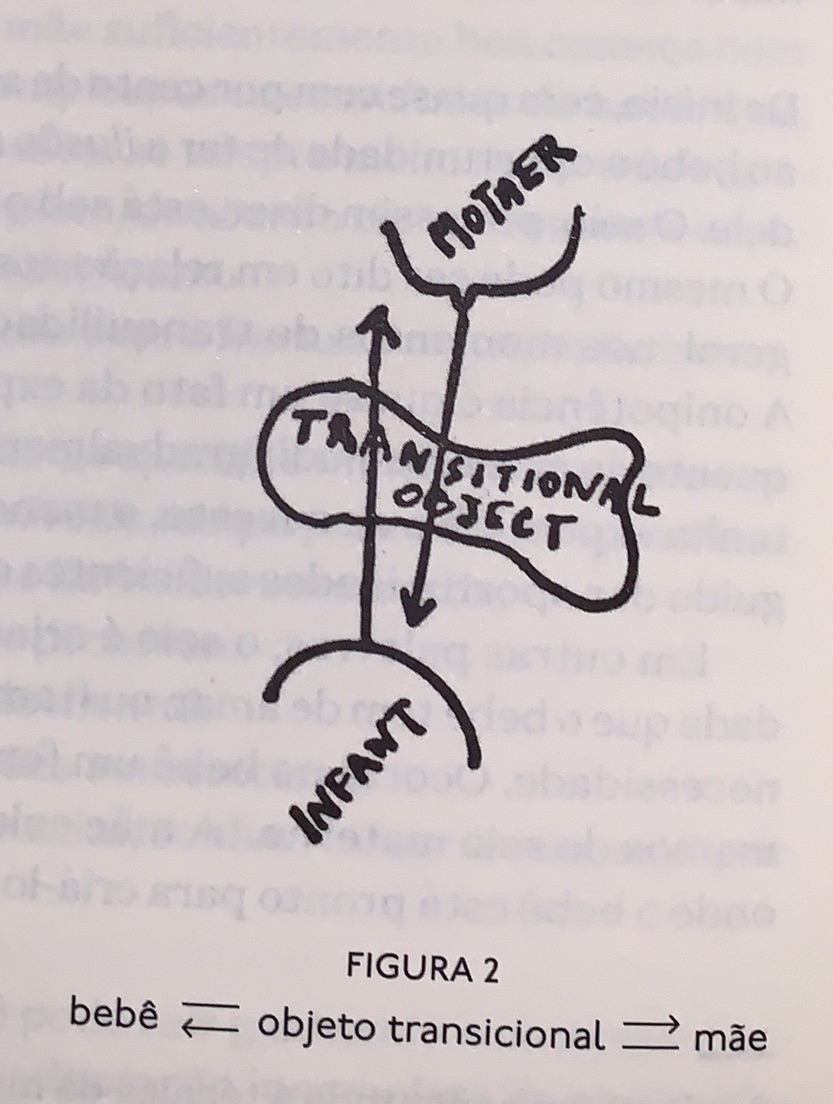 MOTHER
TRANSITIONAL
OBJECT
INFANT
FIGURA 2
bebê ⇐ objeto transicional ⇒ mãe